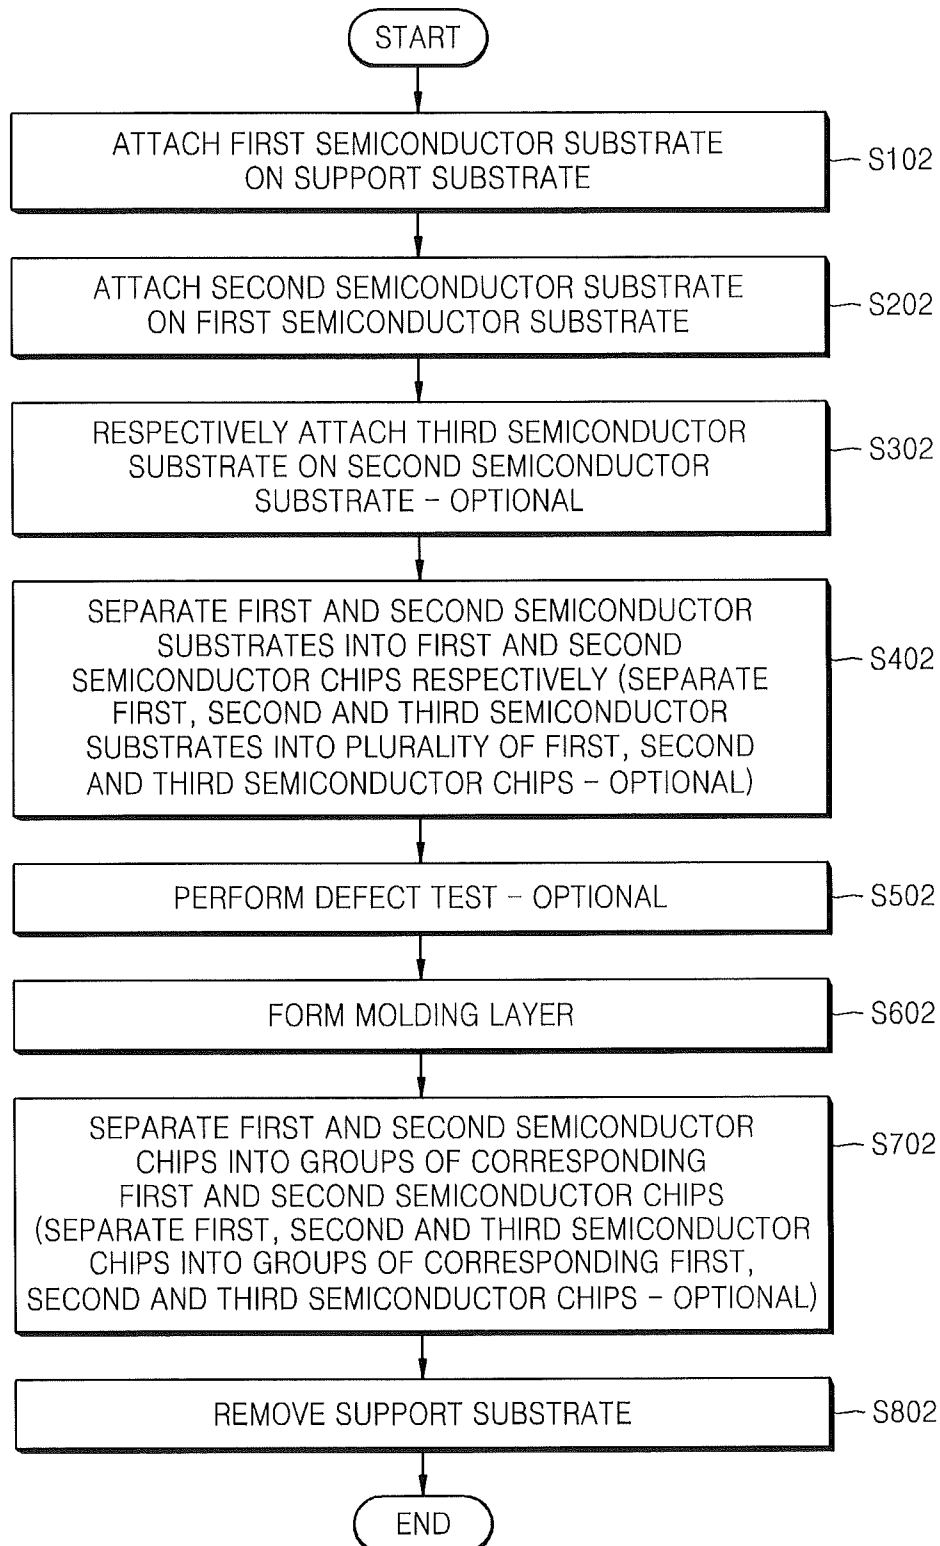 START
ATTACH FIRST SEMICONDUCTOR SUBSTRATE
ON SUPPORT SUBSTRATE
S102
ATTACH SECOND SEMICONDUCTOR SUBSTRATE
ON FIRST SEMICONDUCTOR SUBSTRATE
S202
RESPECTIVELY ATTACH THIRD SEMICONDUCTOR
SUBSTRATE ON SECOND SEMICONDUCTOR
SUBSTRATE – OPTIONAL
S302
SEPARATE FIRST AND SECOND SEMICONDUCTOR
SUBSTRATES INTO FIRST AND SECOND
SEMICONDUCTOR CHIPS RESPECTIVELY (SEPARATE
FIRST, SECOND AND THIRD SEMICONDUCTOR
SUBSTRATES INTO PLURALITY OF FIRST, SECOND
AND THIRD SEMICONDUCTOR CHIPS – OPTIONAL)
S402
PERFORM DEFECT TEST – OPTIONAL
S502
FORM MOLDING LAYER
S602
SEPARATE FIRST AND SECOND SEMICONDUCTOR
CHIPS INTO GROUPS OF CORRESPONDING
FIRST AND SECOND SEMICONDUCTOR CHIPS
(SEPARATE FIRST, SECOND AND THIRD SEMICONDUCTOR
CHIPS INTO GROUPS OF CORRESPONDING FIRST,
SECOND AND THIRD SEMICONDUCTOR CHIPS – OPTIONAL)
S702
REMOVE SUPPORT SUBSTRATE
S802
END